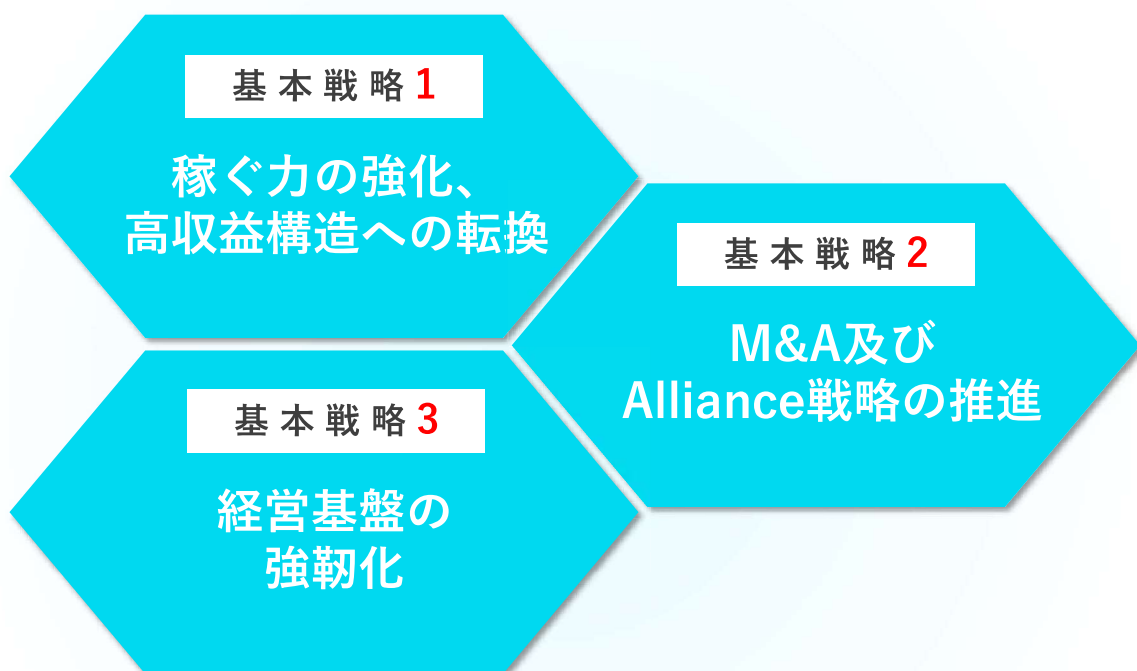 基本戦略1
稼ぐ力の強化、
高収益構造への転換
基本戦略2
M&A及び
Alliance戦略の推進
基本戦略3
経営基盤の
強靭化